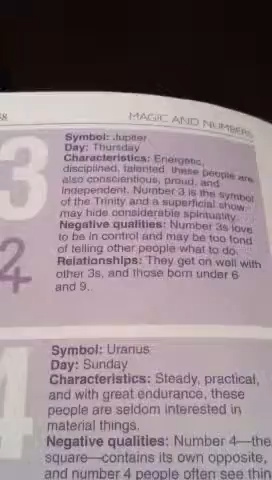 58
MAGIC AND NUMBERS
3
Symbol: Jupiter
Day: Thursday
Characteristics: Energetic,
disciplined, talented these people are
also conscientious, proud, and
independent. Number 3 is the symbol
of the Trinity and a superficial show
may hide considerable spirituality.
Negative qualities: Number 3s love
to be in control and may be too fond
of telling other people what to do.
Relationships: They get on well with
other 3s, and those born under 6
and 9.
4
Symbol: Uranus
Day: Sunday
Characteristics: Steady, practical,
and with great endurance, these
people are seldom interested in
material things.
Negative qualities: Number 4—the
square—contains its own opposite,
and number 4 people often see thin